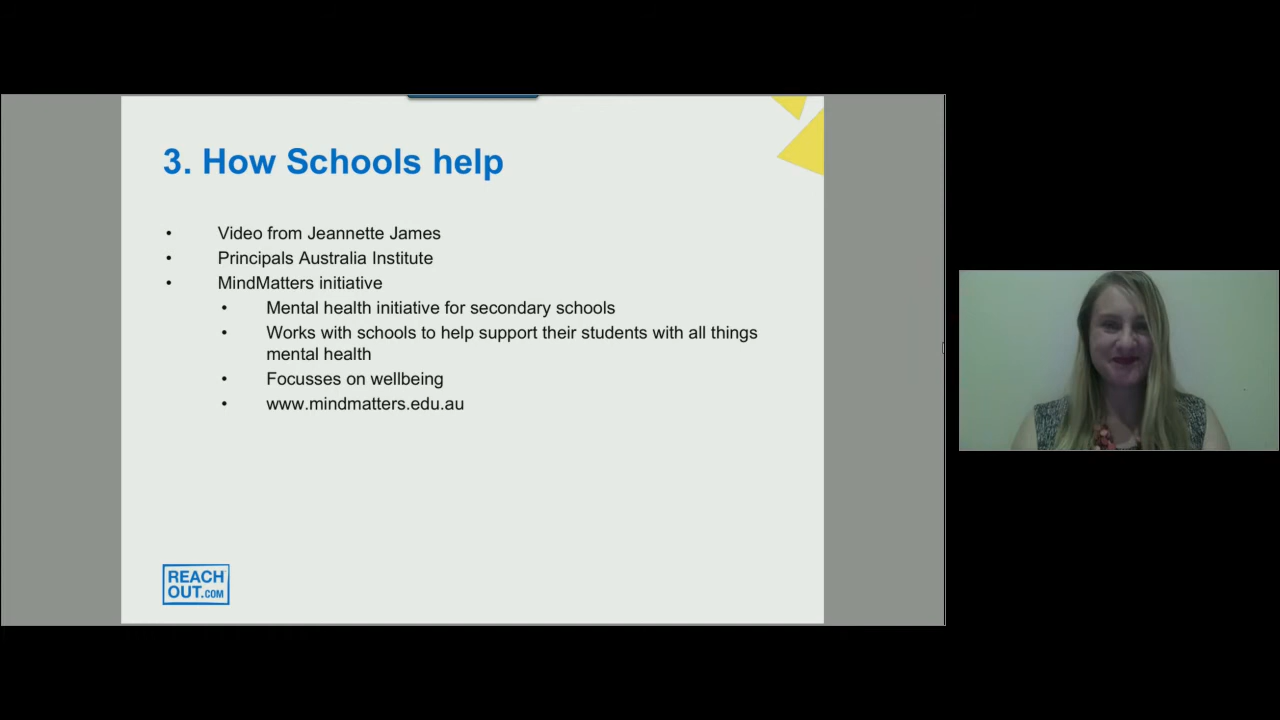 3. How Schools help
• Video from Jeannette James
• Principals Australia Institute
• MindMatters initiative
• Mental health initiative for secondary schools
• Works with schools to help support their students with all things
mental health
• Focusses on wellbeing
• www.mindmatters.edu.au
REACH
OUT.COM